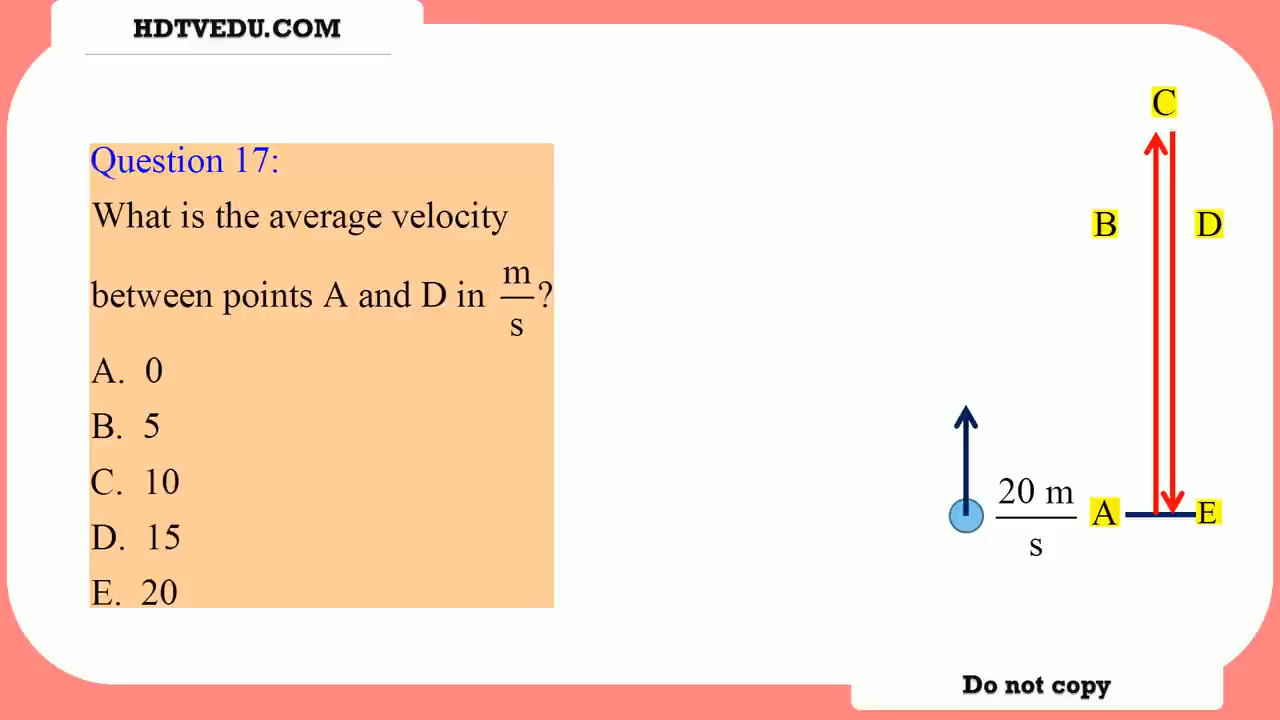 HDTVEDU.COM
Question 17:
What is the average velocity
between points A and D in m/s?
A. 0
B. 5
C. 10
D. 15
E. 20
C
B
D
20 m/s
A
E
Do not copy